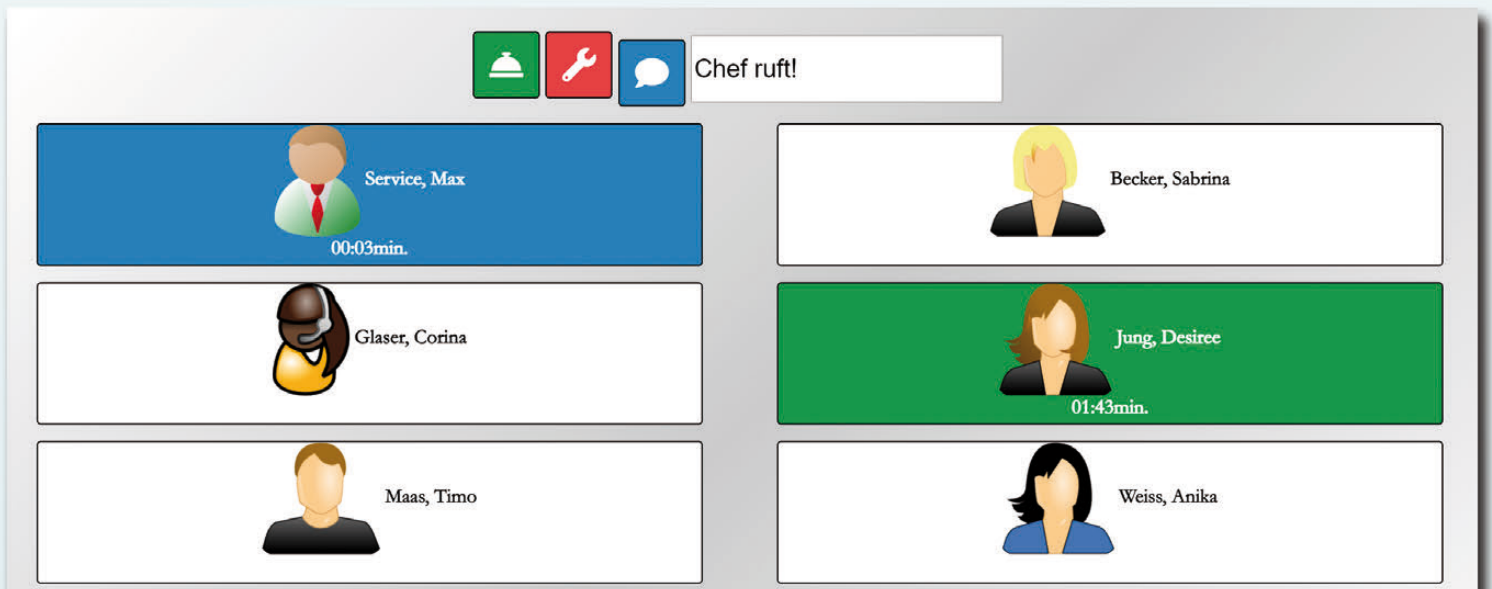 Chef ruft!
Service, Max
00:03min.
Becker, Sabrina
Glaser, Corina
Jung, Desiree
01:43min.
Maas, Timo
Weiss, Anika